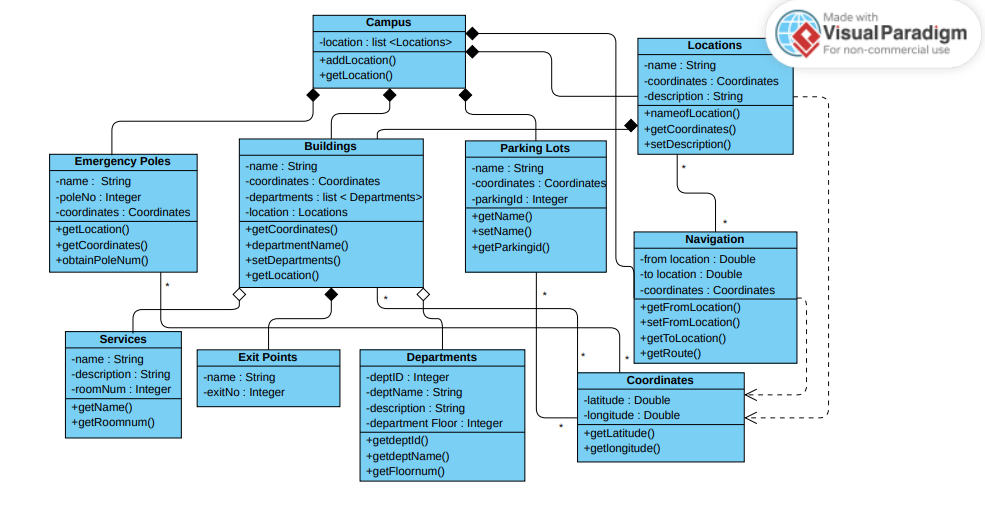 Campus
-location : list <Locations>
+addLocation()
+getLocation()
Made with
VisualParadigm
For non-commercial use
Locations
-name : String
-coordinates : Coordinates
-description : String
+nameofLocation()
+getCoordinates()
+setDescription()
Emergency Poles
-name : String
-poleNo : Integer
-coordinates : Coordinates
+getLocation()
+getCoordinates()
+obtainPoleNum()
Buildings
-name : String
-coordinates : Coordinates
-departments : list < Departments>
-location : Locations
+getCoordinates()
+departmentName()
+setDepartments()
+getLocation()
Parking Lots
-name : String
-coordinates : Coordinates
-parkingId : Integer
+getName()
+setName()
+getParkingid()
*
*
Navigation
-from location : Double
-to location : Double
-coordinates : Coordinates
+getFromLocation()
+setFromLocation()
+getToLocation()
+getRoute()
*
*
*
*
*
*
Services
-name : String
-description : String
-roomNum : Integer
+getName()
+getRoomnum()
Exit Points
-name : String
-exitNo : Integer
Departments
-deptID : Integer
-deptName : String
-description : String
-department Floor : Integer
+getdeptId()
+getdeptName()
+getFloornum()
Coordinates
-latitude : Double
-longitude : Double
+getLatitude()
+getlongitude()